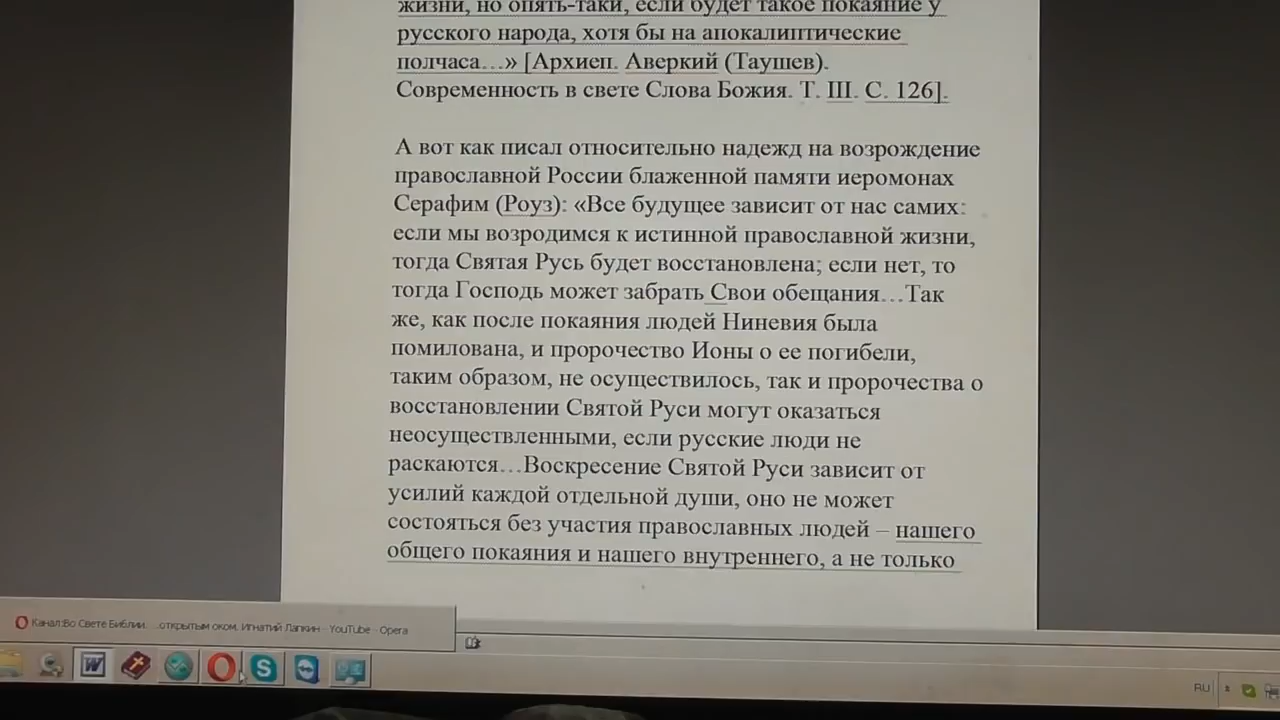 жизни, но опять-таки, если будет такое покаяние у
русского народа, хотя бы на апокалиптические
полчаса…» [Архиеп. Аверкий (Таушев).
Современность в свете Слова Божия. Т. III. С. 126].
А вот как писал относительно надежд на возрождение
православной России блаженной памяти иеромонах
Серафим (Роуз): «Все будущее зависит от нас самих:
если мы возродимся к истинной православной жизни,
тогда Святая Русь будет восстановлена; если нет, то
тогда Господь может забрать Свои обещания…Так
же, как после покаяния людей Ниневия была
помилована, и пророчество Ионы о ее погибели,
таким образом, не осуществилось, так и пророчества о
восстановлении Святой Руси могут оказаться
неосуществленными, если русские люди не
раскаются…Воскресение Святой Руси зависит от
усилий каждой отдельной души, оно не может
состояться без участия православных людей – нашего
общего покаяния и нашего внутреннего, а не только
Канал:Во Свете Библии. ...открытым оком, Игнатий Лапкин - YouTube - Opera
RU